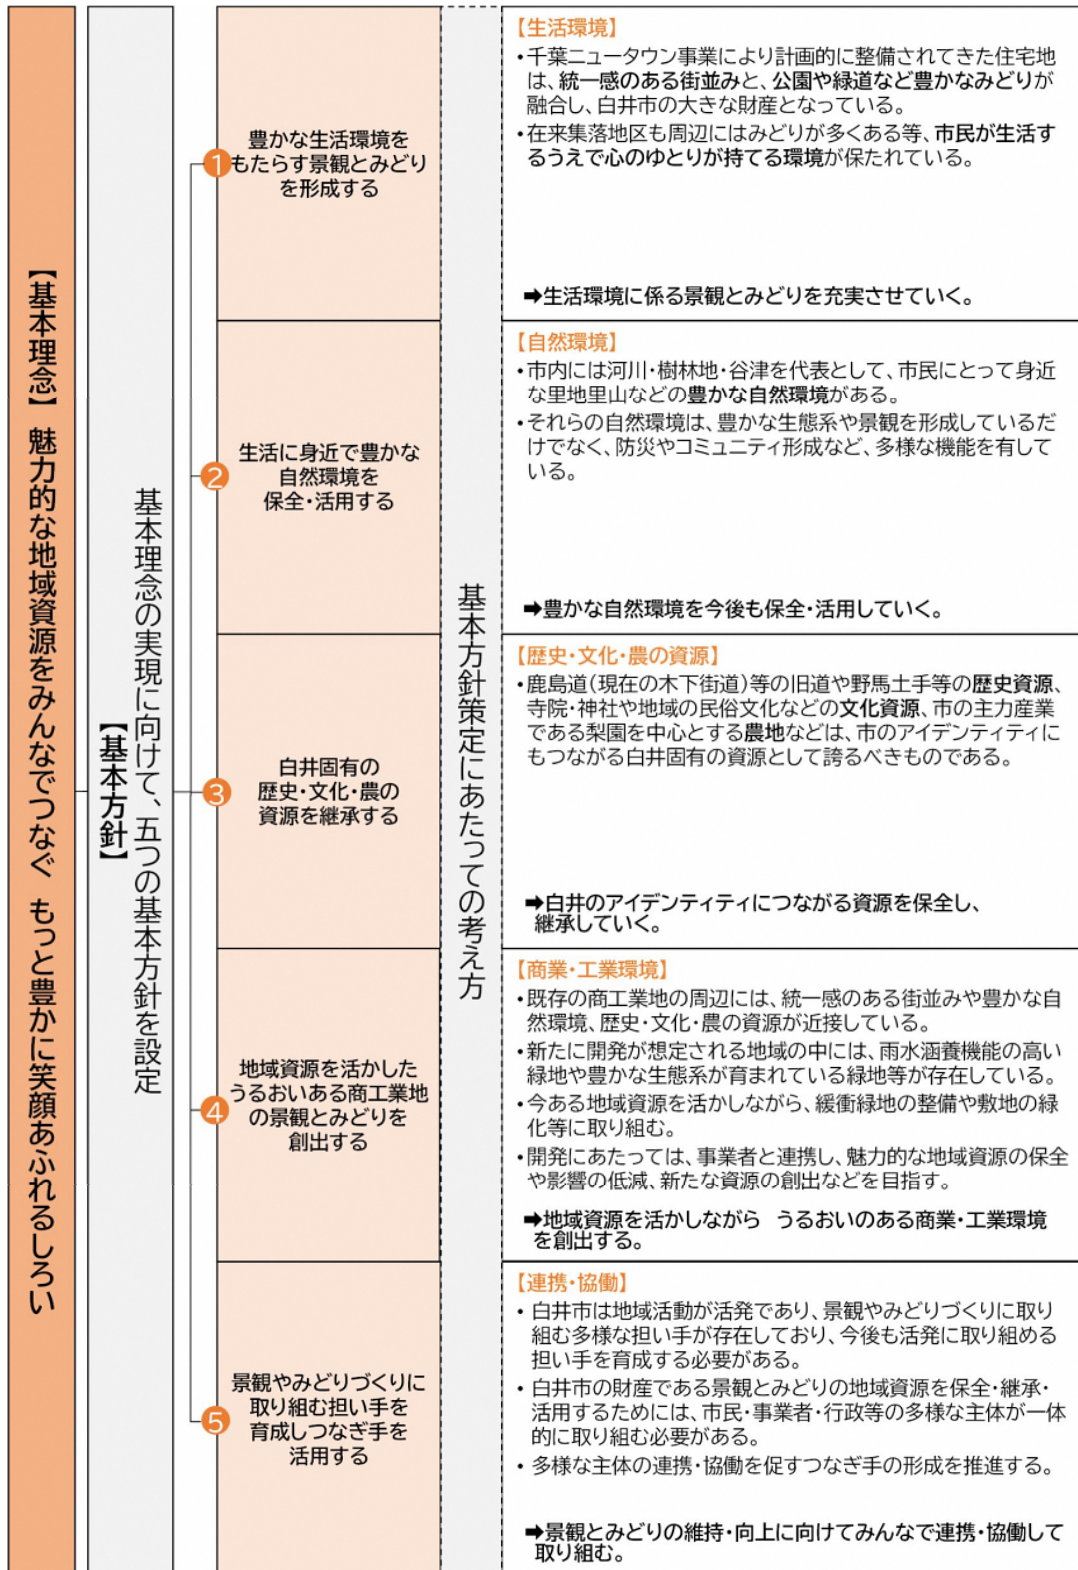 【基本理念】 魅力的な地域資源をみんなでつなぐ もっと豊かに笑顔あふれるしろい
基本理念の実現に向けて、五つの基本方針を設定
【基本方針】
1
豊かな生活環境を
もたらす景観とみどり
を形成する
2
生活に身近で豊かな
自然環境を
保全・活用する
3
白井固有の
歴史・文化・農の
資源を継承する
4
地域資源を活かした
うるおいある商工業地
の景観とみどりを
創出する
5
景観やみどりづくりに
取り組む担い手を
育成しつなぎ手を
活用する
基本方針策定にあたっての考え方
【生活環境】
・千葉ニュータウン事業により計画的に整備されてきた住宅地
は、統一感のある街並みと、公園や緑道など豊かなみどりが
融合し、白井市の大きな財産となっている。
・在来集落地区も周辺にはみどりが多くある等、市民が生活す
るうえで心のゆとりが持てる環境が保たれている。
➡生活環境に係る景観とみどりを充実させていく。
【自然環境】
・市内には河川・樹林地・谷津を代表として、市民にとって身近
な里地里山などの豊かな自然環境がある。
・それらの自然環境は、豊かな生態系や景観を形成しているだ
けでなく、防災やコミュニティ形成など、多様な機能を有して
いる。
➡豊かな自然環境を今後も保全・活用していく。
【歴史・文化・農の資源】
・鹿島道(現在の木下街道)等の旧道や野馬土手等の歴史資源、
寺院・神社や地域の民俗文化などの文化資源、市の主力産業
である梨園を中心とする農地などは、市のアイデンティティに
もつながる白井固有の資源として誇るべきものである。
➡白井のアイデンティティにつながる資源を保全し、
継承していく。
【商業・工業環境】
・既存の商工業地の周辺には、統一感のある街並みや豊かな自
然環境、歴史・文化・農の資源が近接している。
・新たに開発が想定される地域の中には、雨水涵養機能の高い
緑地や豊かな生態系が育まれている緑地等が存在している。
・今ある地域資源を活かしながら、緩衝緑地の整備や敷地の緑
化等に取り組む。
・開発にあたっては、事業者と連携し、魅力的な地域資源の保全
や影響の低減、新たな資源の創出などを目指す。
➡地域資源を活かしながら うるおいのある商業・工業環境
を創出する。
【連携・協働】
・白井市は地域活動が活発であり、景観やみどりづくりに取り
組む多様な担い手が存在しており、今後も活発に取り組める
担い手を育成する必要がある。
・白井市の財産である景観とみどりの地域資源を保全・継承・
活用するためには、市民・事業者・行政等の多様な主体が一体
的に取り組む必要がある。
・多様な主体の連携・協働を促すつなぎ手の形成を推進する。
➡景観とみどりの維持・向上に向けてみんなで連携・協働して
取り組む。